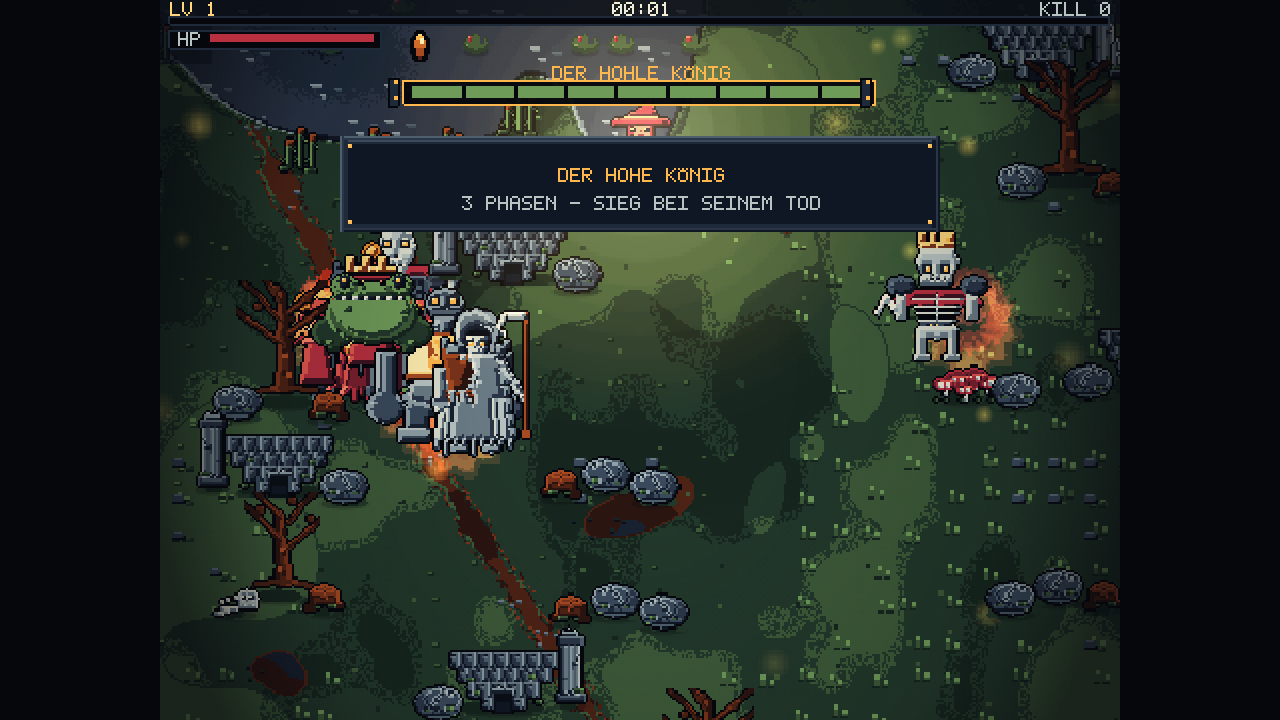 LV 1
00:01
KILL 0
HP
DER HOHLE KÖNIG
DER HOHE KÖNIG
3 PHASEN – SIEG BEI SEINEM TOD